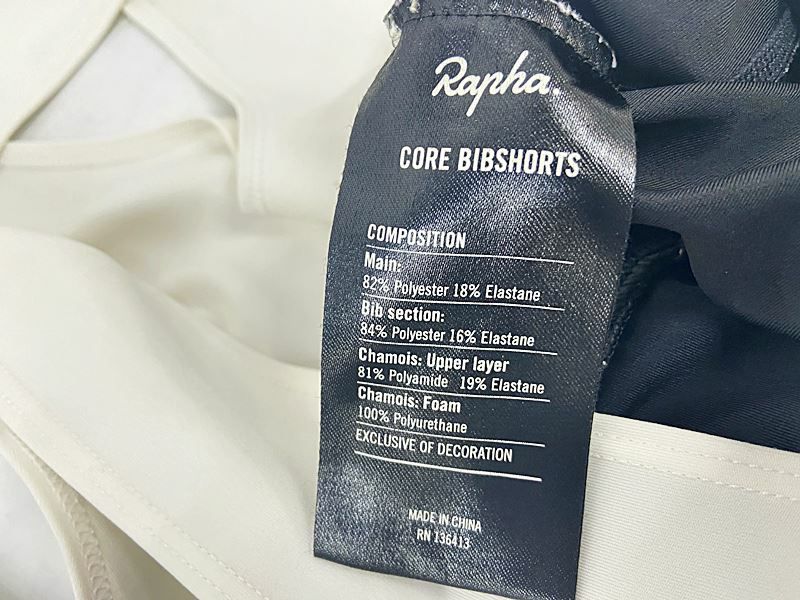 Rapha.
CORE BIBSHORTS
COMPOSITION
Main:
82% Polyester 18% Elastane
Bib section:
84% Polyester 16% Elastane
Chamois: Upper layer
81% Polyamide 19% Elastane
Chamois: Foam
100% Polyurethane
EXCLUSIVE OF DECORATION
MADE IN CHINA
RN 136413